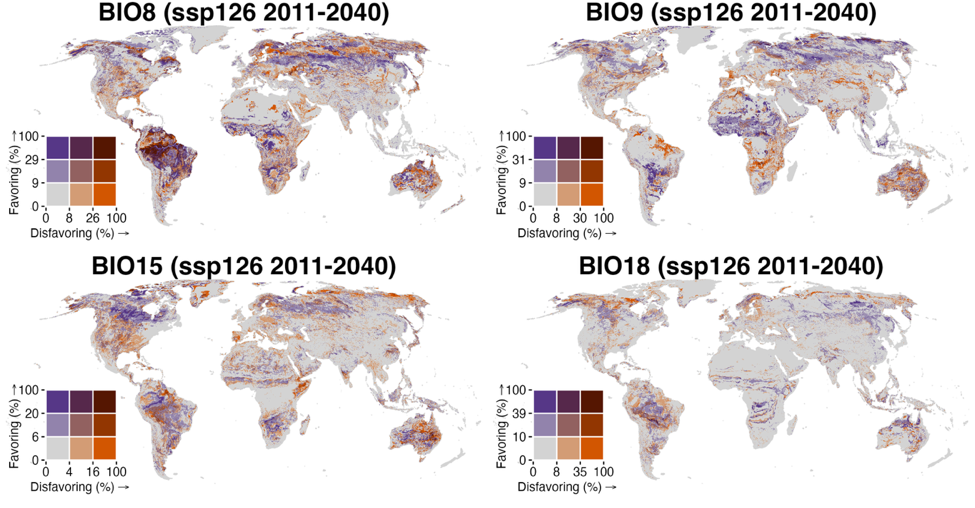 BIO8 (ssp126 2011-2040)
Favoring (%) →
100
29
9
0
0 8 26 100
Disfavoring (%) →
BIO9 (ssp126 2011-2040)
Favoring (%) →
100
31
9
0
0 8 30 100
Disfavoring (%) →
BIO15 (ssp126 2011-2040)
Favoring (%) →
100
20
6
0
0 4 16 100
Disfavoring (%) →
BIO18 (ssp126 2011-2040)
Favoring (%) →
100
39
10
0
0 8 35 100
Disfavoring (%) →